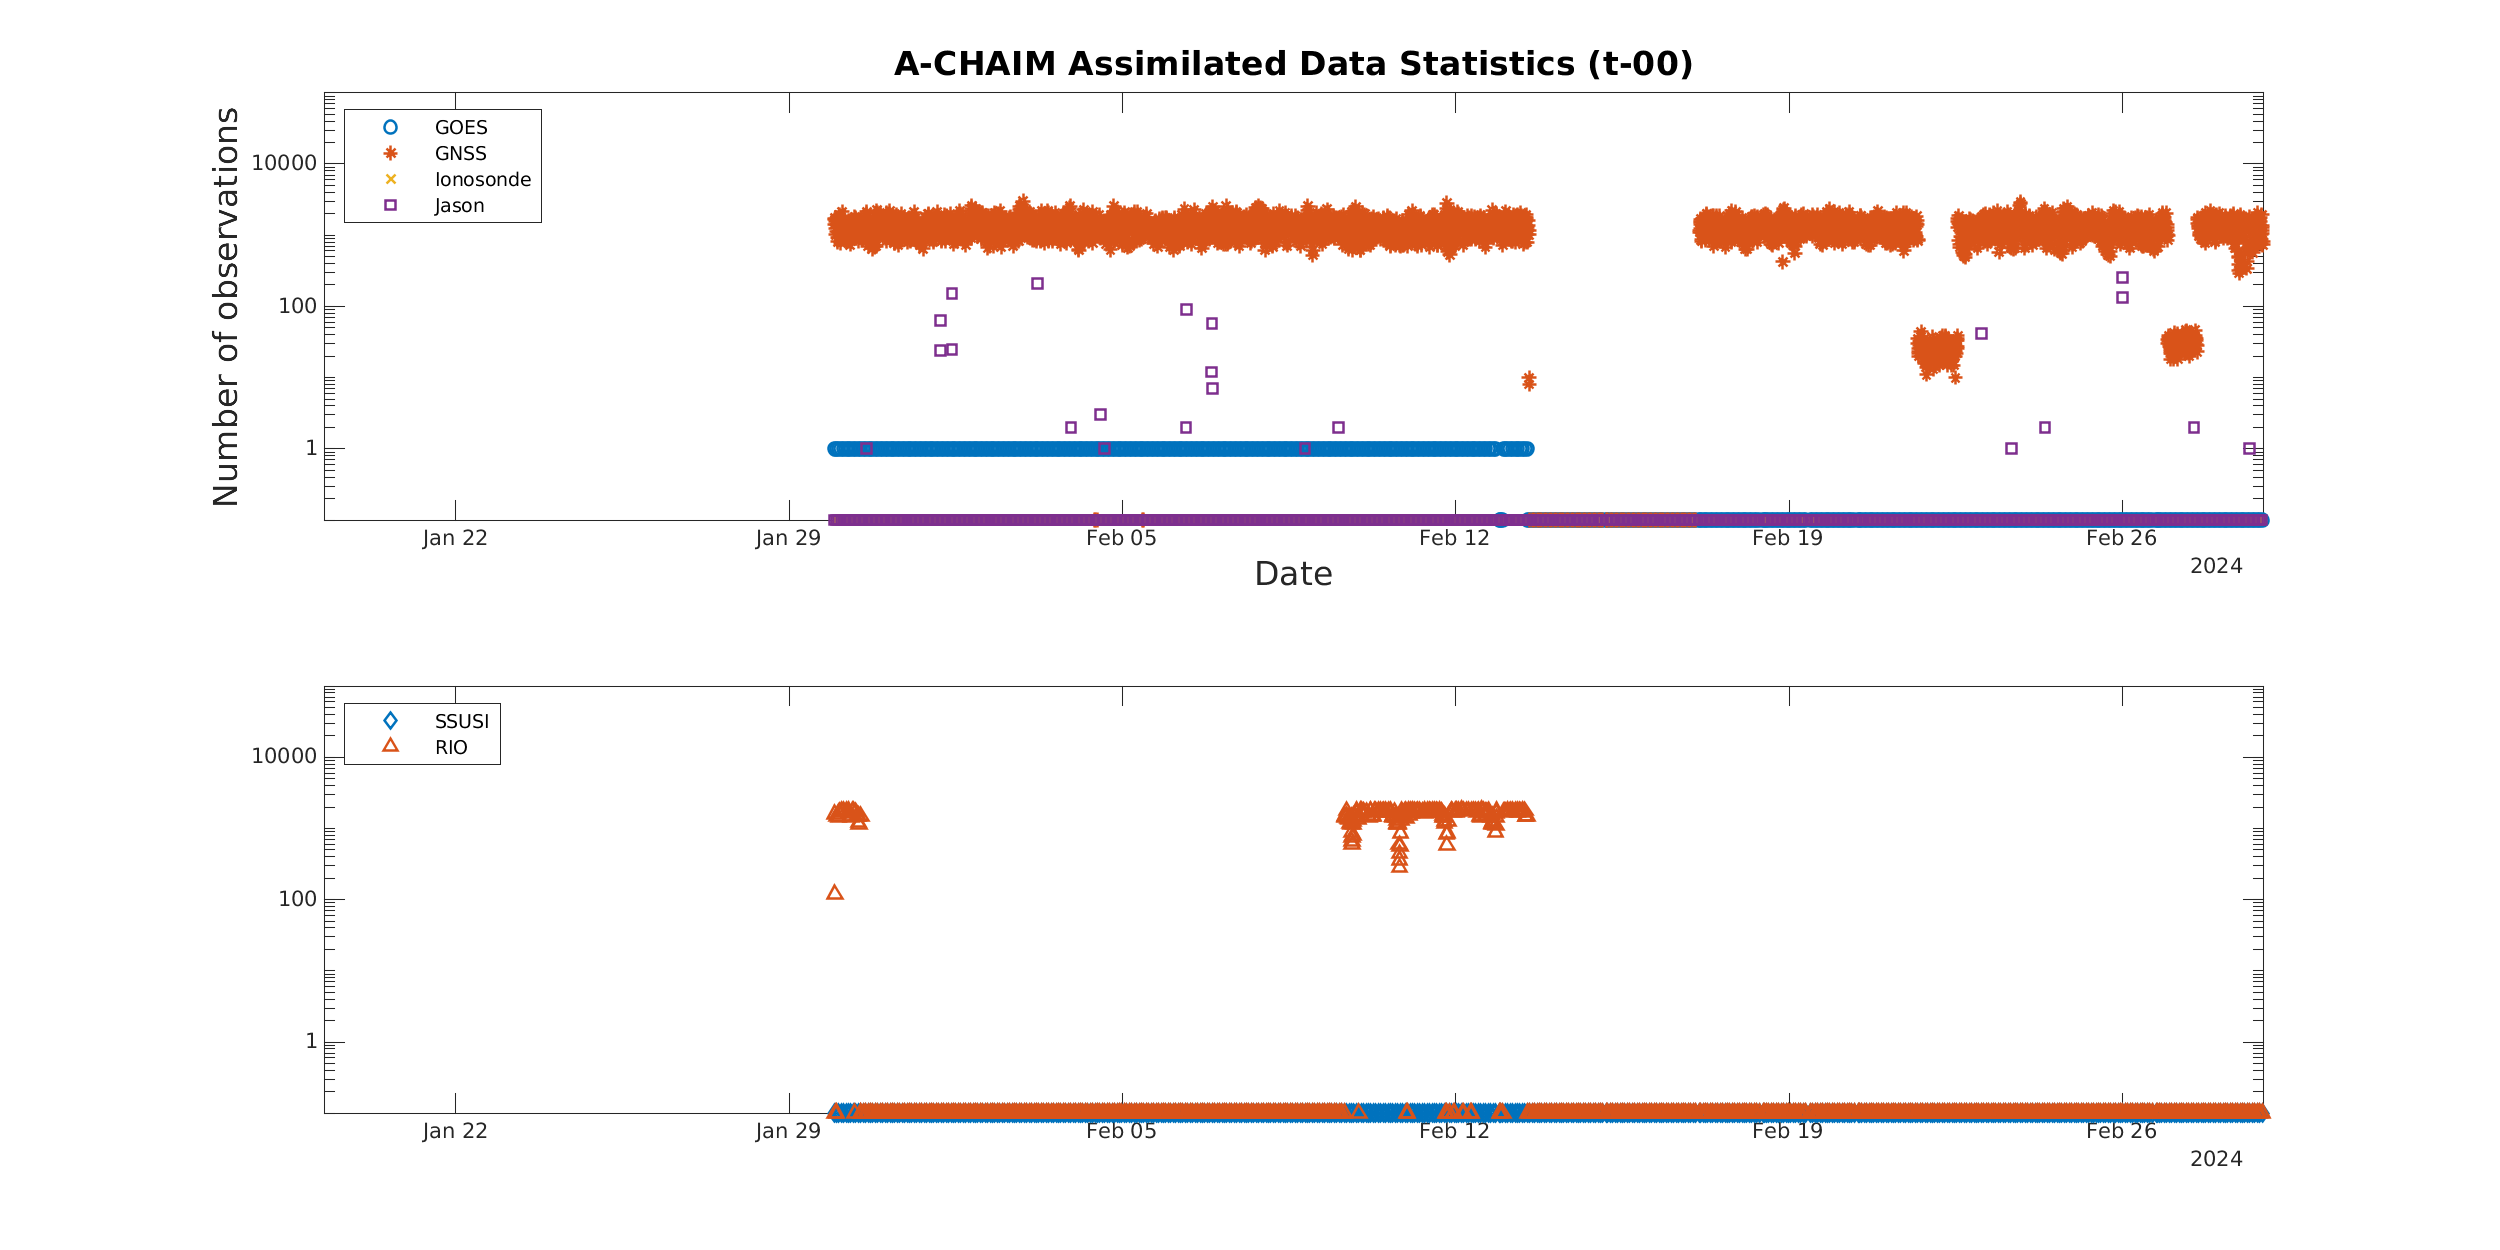 A-CHAIM Assimilated Data Statistics (t-00)
Number of observations
GOES
GNSS
Ionosonde
Jason
10000
100
1
Jan 22
Jan 29
Feb 05
Feb 12
Feb 19
Feb 26
2024
Date
SSUSI
RIO
10000
100
1
Jan 22
Jan 29
Feb 05
Feb 12
Feb 19
Feb 26
2024